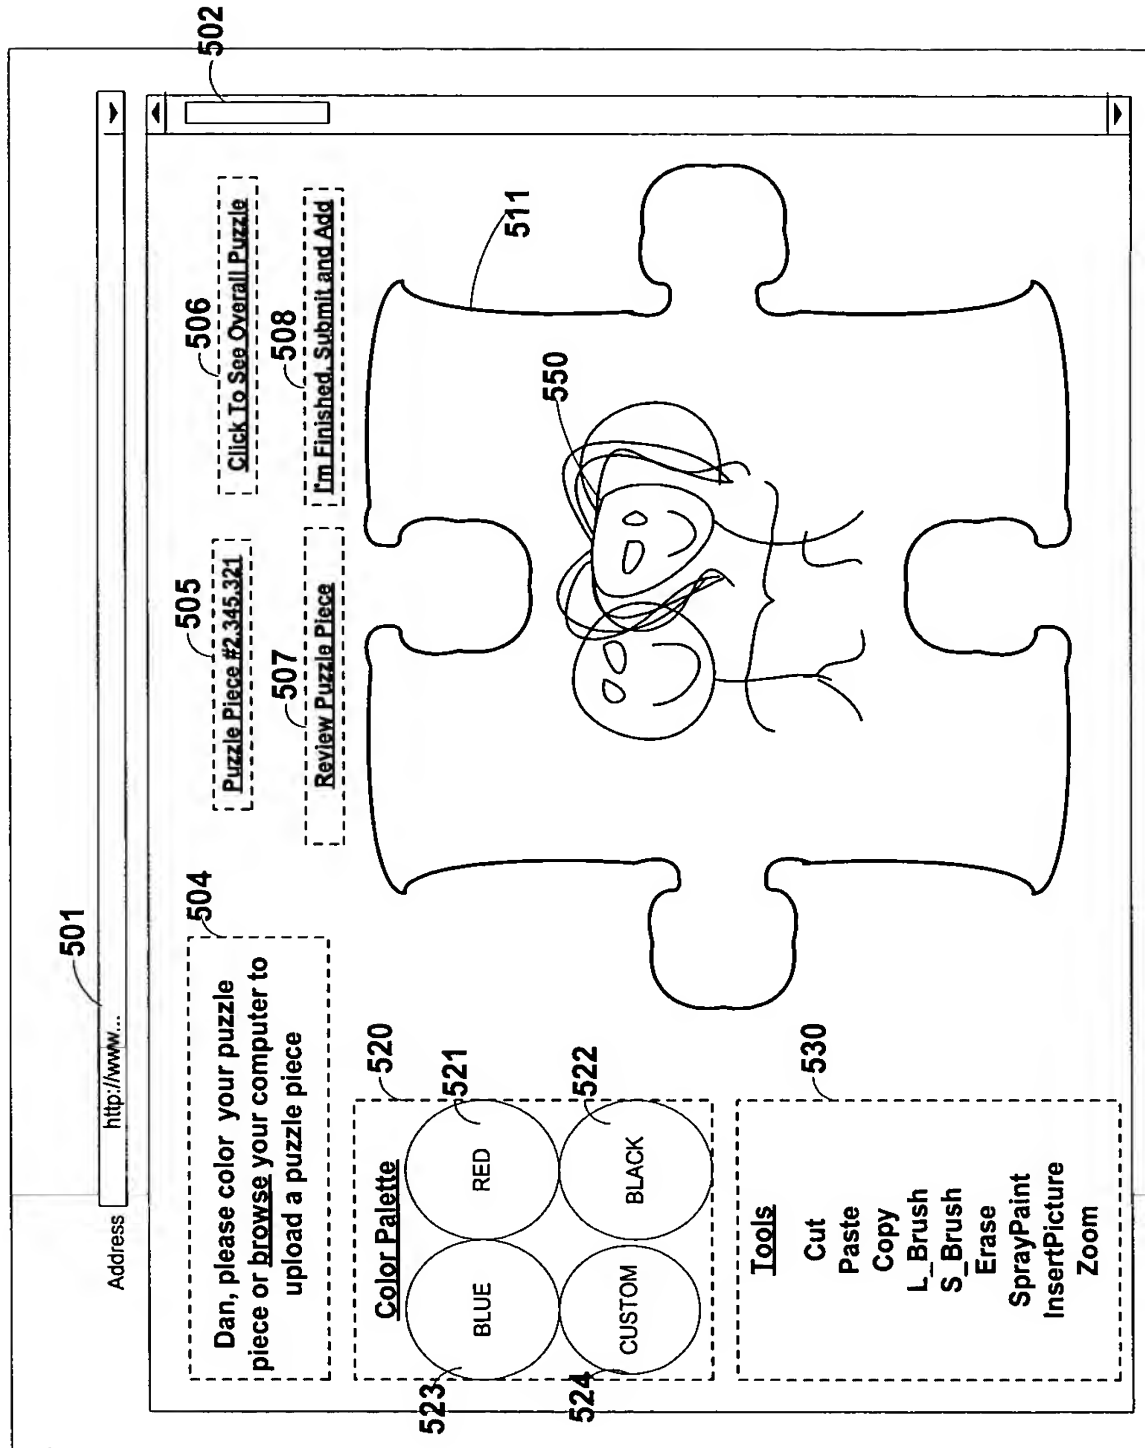 501
Address http://www...
502
504
Dan, please color your puzzle
piece or browse your computer to
upload a puzzle piece
505
Puzzle Piece #2.345.321
506
Click To See Overall Puzzle
507
Review Puzzle Piece
508
I'm Finished. Submit and Add
520
Color Palette
523
BLUE
521
RED
524
CUSTOM
522
BLACK
511
550
530
Tools
Cut
Paste
Copy
L_Brush
S_Brush
Erase
SprayPaint
InsertPicture
Zoom